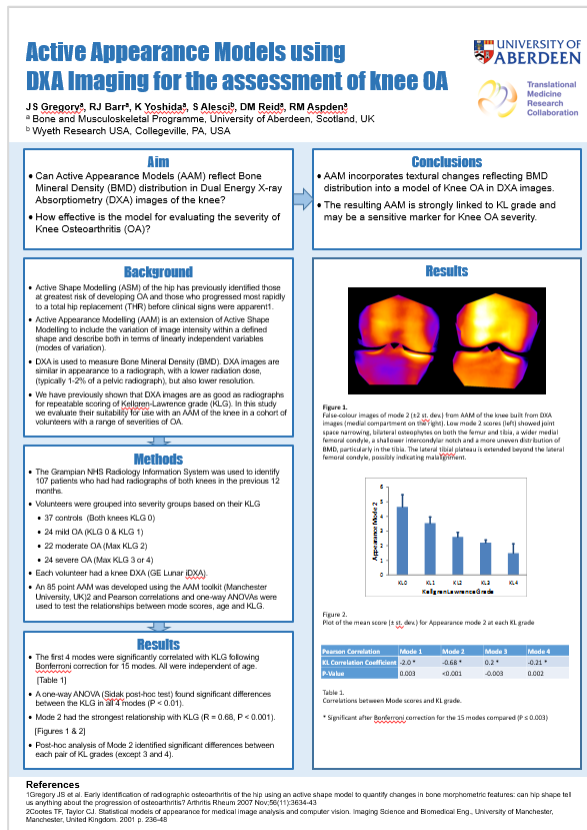 Active Appearance Models using
DXA Imaging for the assessment of knee OA
UNIVERSITY OF
ABERDEEN
Translational
Medicine
Research
Collaboration
JS Gregoryª, RJ Barrª, K Yoshidaª, S Alesciᵇ, DM Reidª, RM Aspdenª
ª Bone and Musculoskeletal Programme, University of Aberdeen, Scotland, UK
ᵇ Wyeth Research USA, Collegeville, PA, USA
Aim
• Can Active Appearance Models (AAM) reflect Bone
Mineral Density (BMD) distribution in Dual Energy X-ray
Absorptiometry (DXA) images of the knee?
• How effective is the model for evaluating the severity of
Knee Osteoarthritis (OA)?
Conclusions
• AAM incorporates textural changes reflecting BMD
distribution into a model of Knee OA in DXA images.
• The resulting AAM is strongly linked to KL grade and
may be a sensitive marker for Knee OA severity.
Background
• Active Shape Modelling (ASM) of the hip has previously identified those
at greatest risk of developing OA and those who progressed most rapidly
to a total hip replacement (THR) before clinical signs were apparent1.
• Active Appearance Modelling (AAM) is an extension of Active Shape
Modelling to include the variation of image intensity within a defined
shape and describe both in terms of linearly independent variables
(modes of variation).
• DXA is used to measure Bone Mineral Density (BMD). DXA images are
similar in appearance to a radiograph, with a lower radiation dose,
(typically 1-2% of a pelvic radiograph), but also lower resolution.
• We have previously shown that DXA images are as good as radiographs
for repeatable scoring of Kellgren-Lawrence grade (KLG). In this study
we evaluate their suitability for use with an AAM of the knee in a cohort of
volunteers with a range of severities of OA.
Methods
• The Grampian NHS Radiology Information System was used to identify
107 patients who had had radiographs of both knees in the previous 12
months.
• Volunteers were grouped into severity groups based on their KLG
• 37 controls (Both knees KLG 0)
• 24 mild OA (KLG 0 & KLG 1)
• 22 moderate OA (Max KLG 2)
• 24 severe OA (Max KLG 3 or 4)
• Each volunteer had a knee DXA (GE Lunar iDXA).
• An 85 point AAM was developed using the AAM toolkit (Manchester
University, UK)2 and Pearson correlations and one-way ANOVAs were
used to test the relationships between mode scores, age and KLG.
Results
• The first 4 modes were significantly correlated with KLG following
Bonferroni correction for 15 modes. All were independent of age.
[Table 1]
• A one-way ANOVA (Sidak post-hoc test) found significant differences
between the KLG in all 4 modes (P < 0.01).
• Mode 2 had the strongest relationship with KLG (R = 0.68, P < 0.001).
[Figures 1 & 2]
• Post-hoc analysis of Mode 2 identified significant differences between
each pair of KL grades (except 3 and 4).
Results
Figure 1.
False-colour images of mode 2 (±2 st. dev.) from AAM of the knee built from DXA
images (medial compartment on the right). Low mode 2 scores (left) showed joint
space narrowing, bilateral osteophytes on both the femur and tibia, a wider medial
femoral condyle, a shallower intercondylar notch and a more uneven distribution of
BMD, particularly in the tibia. The lateral tibial plateau is extended beyond the lateral
femoral condyle, possibly indicating malalignment.
Appearance Mode 2
6
5
4
3
2
1
0
KL0 KL1 KL2 KL3 KL4
Kellgran Lawrence Grade
Figure 2.
Plot of the mean score (± st. dev.) for Appearance mode 2 at each KL grade
Pearson Correlation Mode 1 Mode 2 Mode 3 Mode 4
KL Correlation Coefficient -2.0 * -0.68 * 0.2 * -0.21 *
P-Value 0.003 <0.001 -0.003 0.002
Table 1.
Correlations between Mode scores and KL grade.
* Significant after Bonferroni correction for the 15 modes compared (P ≤ 0.003)
References
1Gregory JS et al. Early identification of radiographic osteoarthritis of the hip using an active shape model to quantify changes in bone morphometric features: can hip shape tell
us anything about the progression of osteoarthritis? Arthritis Rheum 2007 Nov;56(11):3634-43
2Cootes TF, Taylor CJ. Statistical models of appearance for medical image analysis and computer vision. Imaging Science and Biomedical Eng., University of Manchester,
Manchester, United Kingdom. 2001 p. 236-48